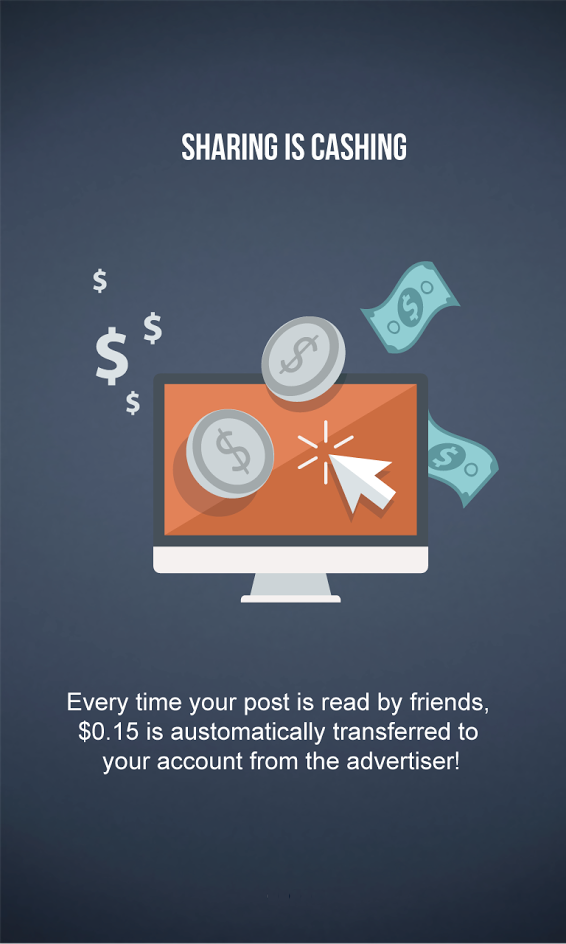 SHARING IS CASHING
$
$
$
$
$
$
$
$
Every time your post is read by friends,
$0.15 is austomatically transferred to
your account from the advertiser!